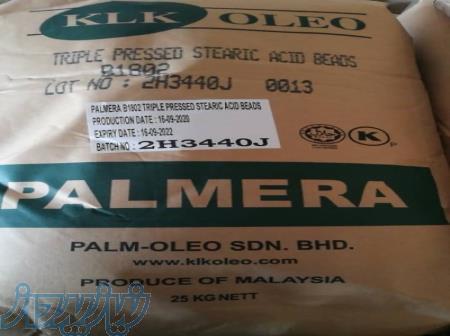 KLK OLEO
TRIPLE PRESSED STEARIC ACID BEADS
B1802
LOT NO : 2H3440J 0013
PALMERA B1802 TRIPLE PRESSED STEARIC ACID BEADS
PRODUCTION DATE : 16-09-2020
EXPIRY DATE : 16-09-2022
BATCH NO : 2H3440J
K P
PALMERA
PALM-OLEO SDN. BHD.
www.klkoleo.com
PRODUCE OF MALAYSIA
25 KG NETT
نیازپرداز